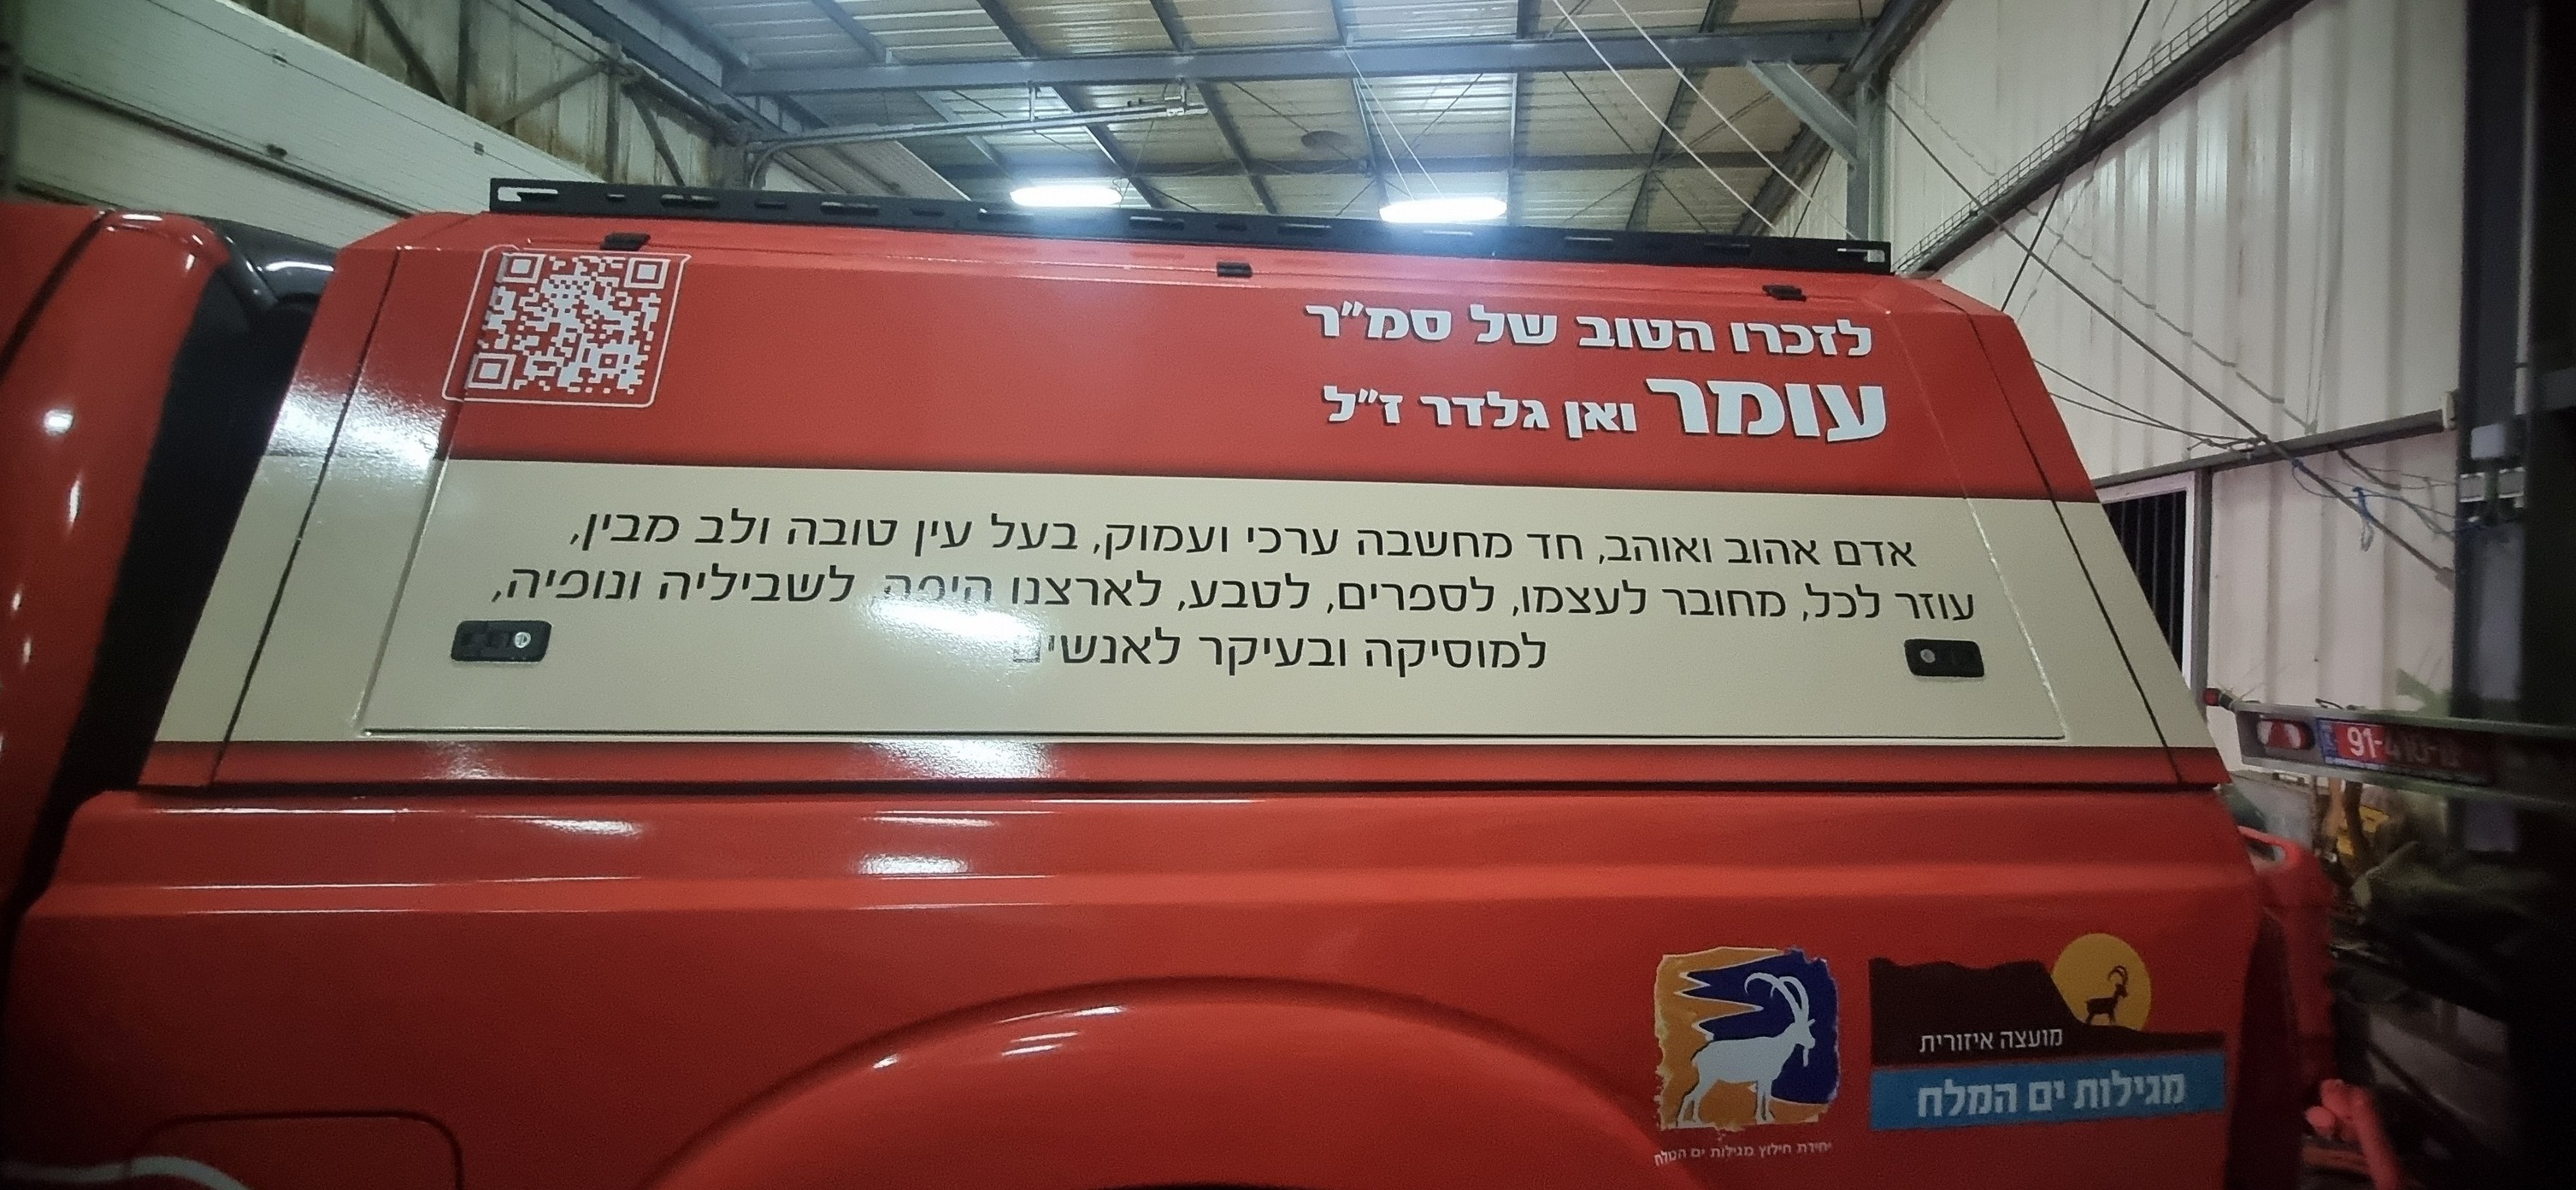 לזכרו הטוב של סמ"ר
עומר ואן גלדר ז"ל
אדם אהוב ואוהב, חד מחשבה ערכי ועמוק, בעל עין טובה ולב מבין,
עוזר לכל, מחובר לעצמו, לספרים, לטבע, לארצנו היפה, לשביליה ונופיה,
למוסיקה ובעיקר לאנשים
מועצה איזורית
מגילות ים המלח
יחידת חילוץ מגילות ים המלח
91-